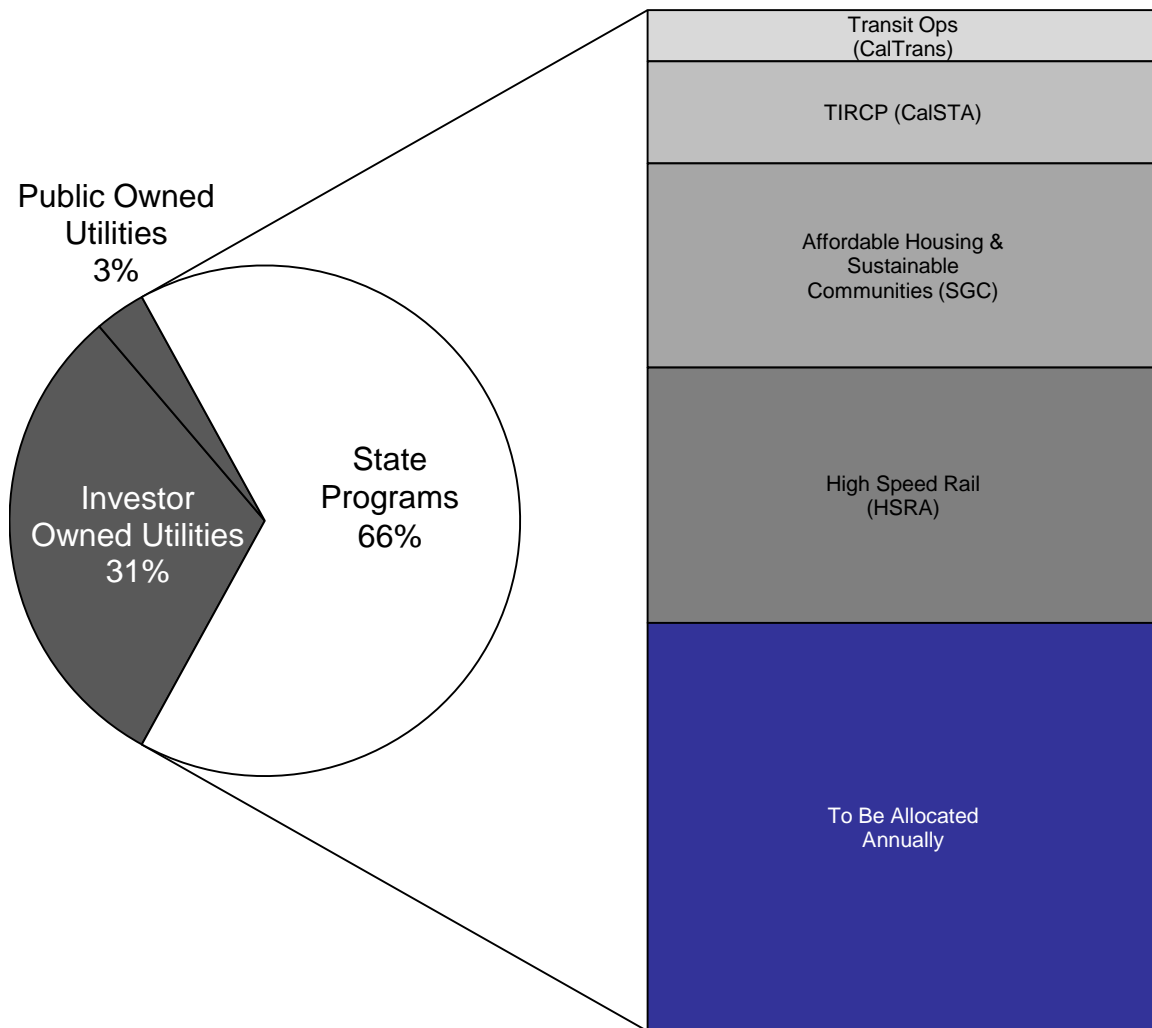 Public Owned
Utilities
3%
Investor
Owned Utilities
31%
State
Programs
66%
Transit Ops
(CalTrans)
TIRCP (CalSTA)
Affordable Housing &
Sustainable
Communities (SGC)
High Speed Rail
(HSRA)
To Be Allocated
Annually